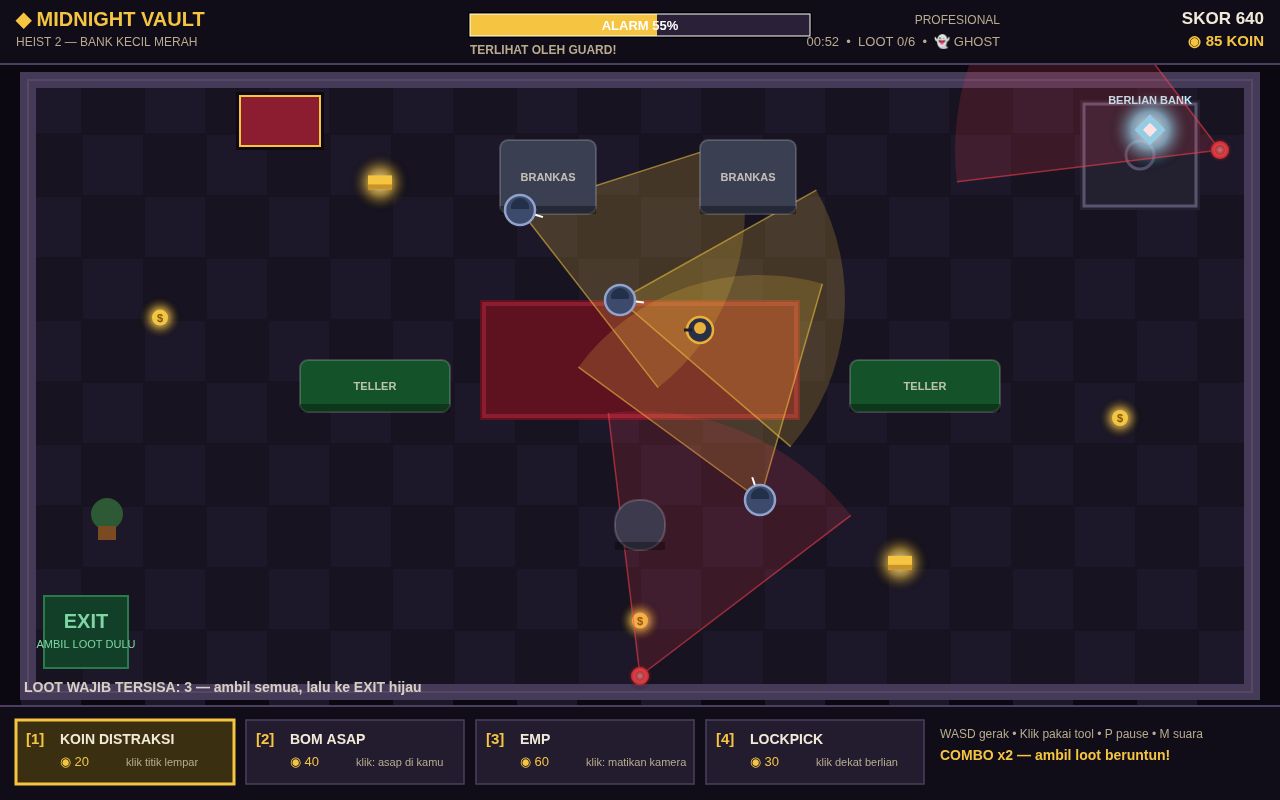 ◆ MIDNIGHT VAULT
HEIST 2 — BANK KECIL MERAH
ALARM 55%
TERLIHAT OLEH GUARD!
PROFESIONAL
00:52 • LOOT 0/6 • 👻 GHOST
SKOR 640
◉ 85 KOIN
BERLIAN BANK
BRANKAS
BRANKAS
$
TELLER
TELLER
$
EXIT
AMBIL LOOT DULU
$
LOOT WAJIB TERSISA: 3 — ambil semua, lalu ke EXIT hijau
[1] KOIN DISTRAKSI
◉ 20 klik titik lempar
[2] BOM ASAP
◉ 40 klik: asap di kamu
[3] EMP
◉ 60 klik: matikan kamera
[4] LOCKPICK
◉ 30 klik dekat berlian
WASD gerak • Klik pakai tool • P pause • M suara
COMBO x2 — ambil loot beruntun!